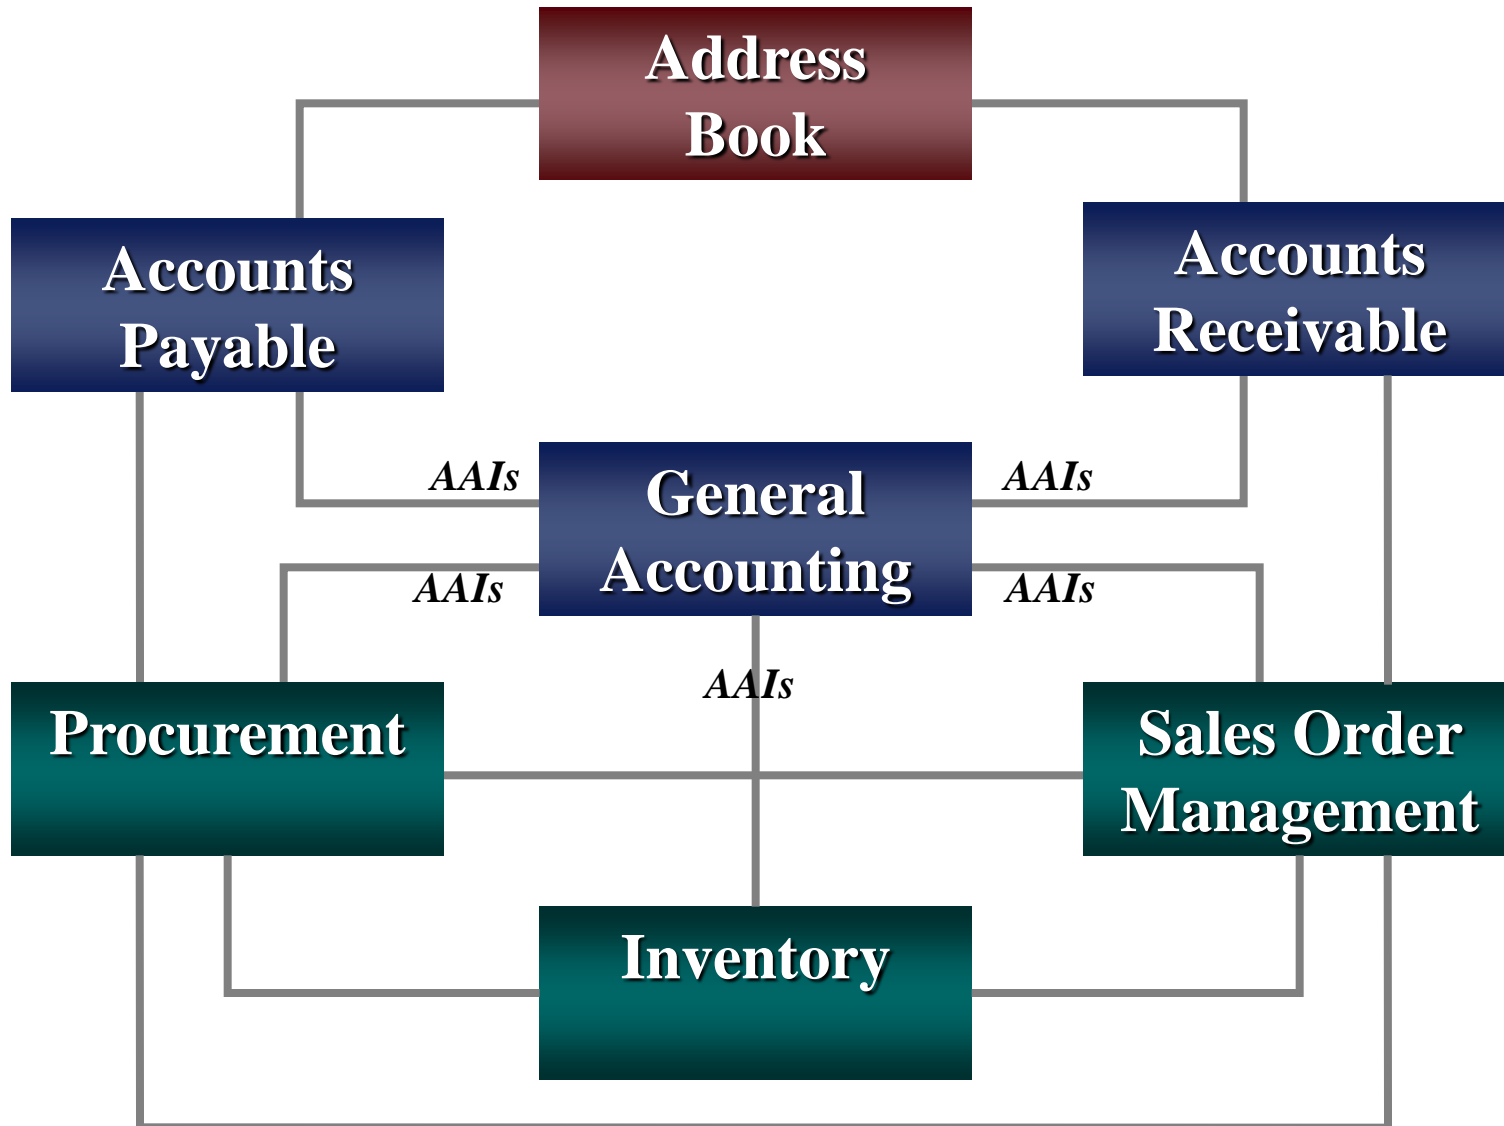 Address
Book
Accounts
Payable
Accounts
Receivable
AAIs
General
Accounting
AAIs
AAIs
AAIs
AAIs
Procurement
Sales Order
Management
Inventory